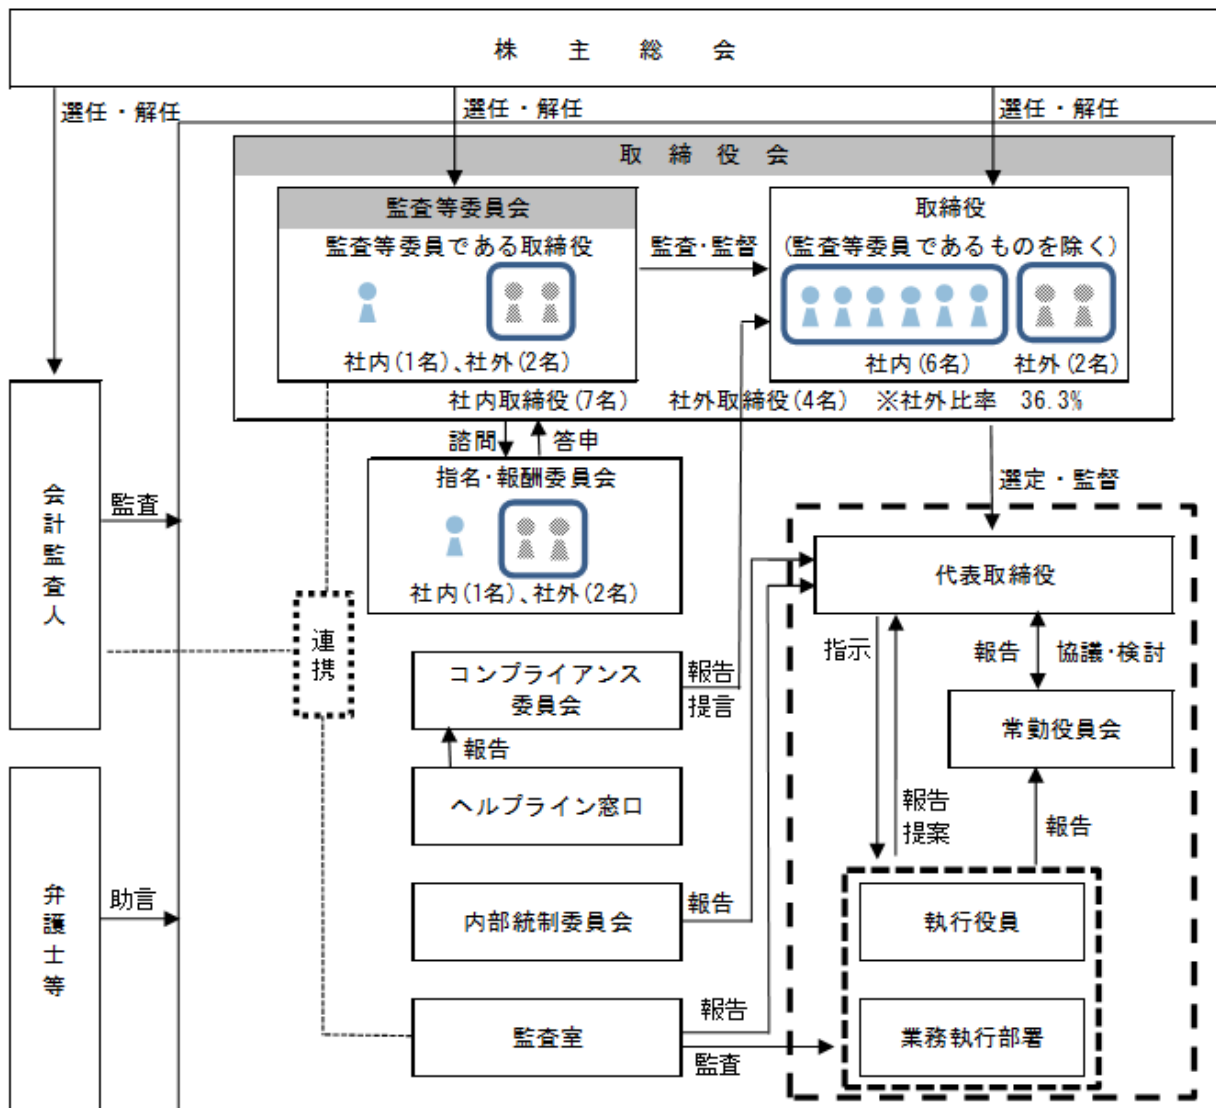 株主総会
選任・解任
選任・解任
選任・解任
取締役会
監査等委員会
監査等委員である取締役
社内(1名)、社外(2名)
監査・監督
取締役
(監査等委員であるものを除く)
社内(6名)
社外(2名)
社内取締役(7名)
社外取締役(4名)
※社外比率 36.3%
諮問
答申
指名・報酬委員会
社内(1名)、社外(2名)
選定・監督
会計監査人
監査
連携
代表取締役
指示
報告
協議・検討
コンプライアンス
委員会
報告
提言
常勤役員会
報告
ヘルプライン窓口
報告
提案
報告
弁護士等
助言
内部統制委員会
報告
執行役員
監査室
報告
監査
業務執行部署